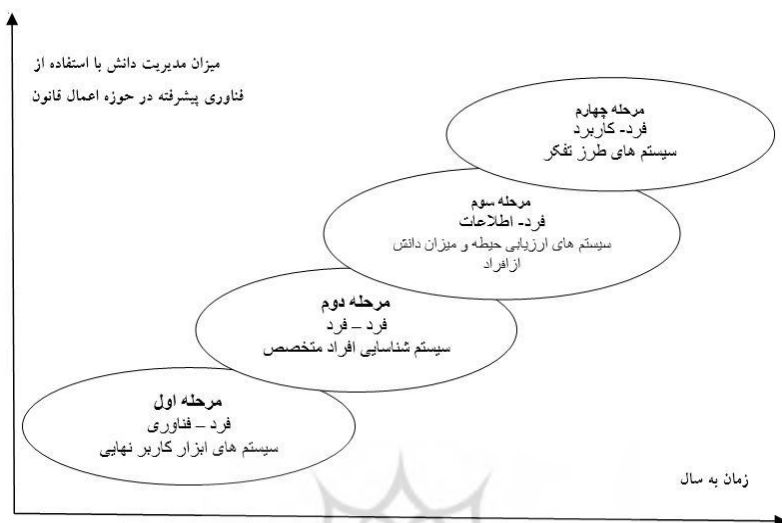 میزان مدیریت دانش با استفاده از
فناوری پیشرفته در حوزه اعمال قانون
مرحله چهارم
فرد- کاربرد
سیستم های طرز تفکر
مرحله سوم
فرد- اطلاعات
سیستم های ارزیابی حیطه و میزان دانش
ازافراد
مرحله دوم
فرد – فرد
سیستم شناسایی افراد متخصص
مرحله اول
فرد – فناوری
سیستم های ابزار کاربر نهایی
زمان به سال